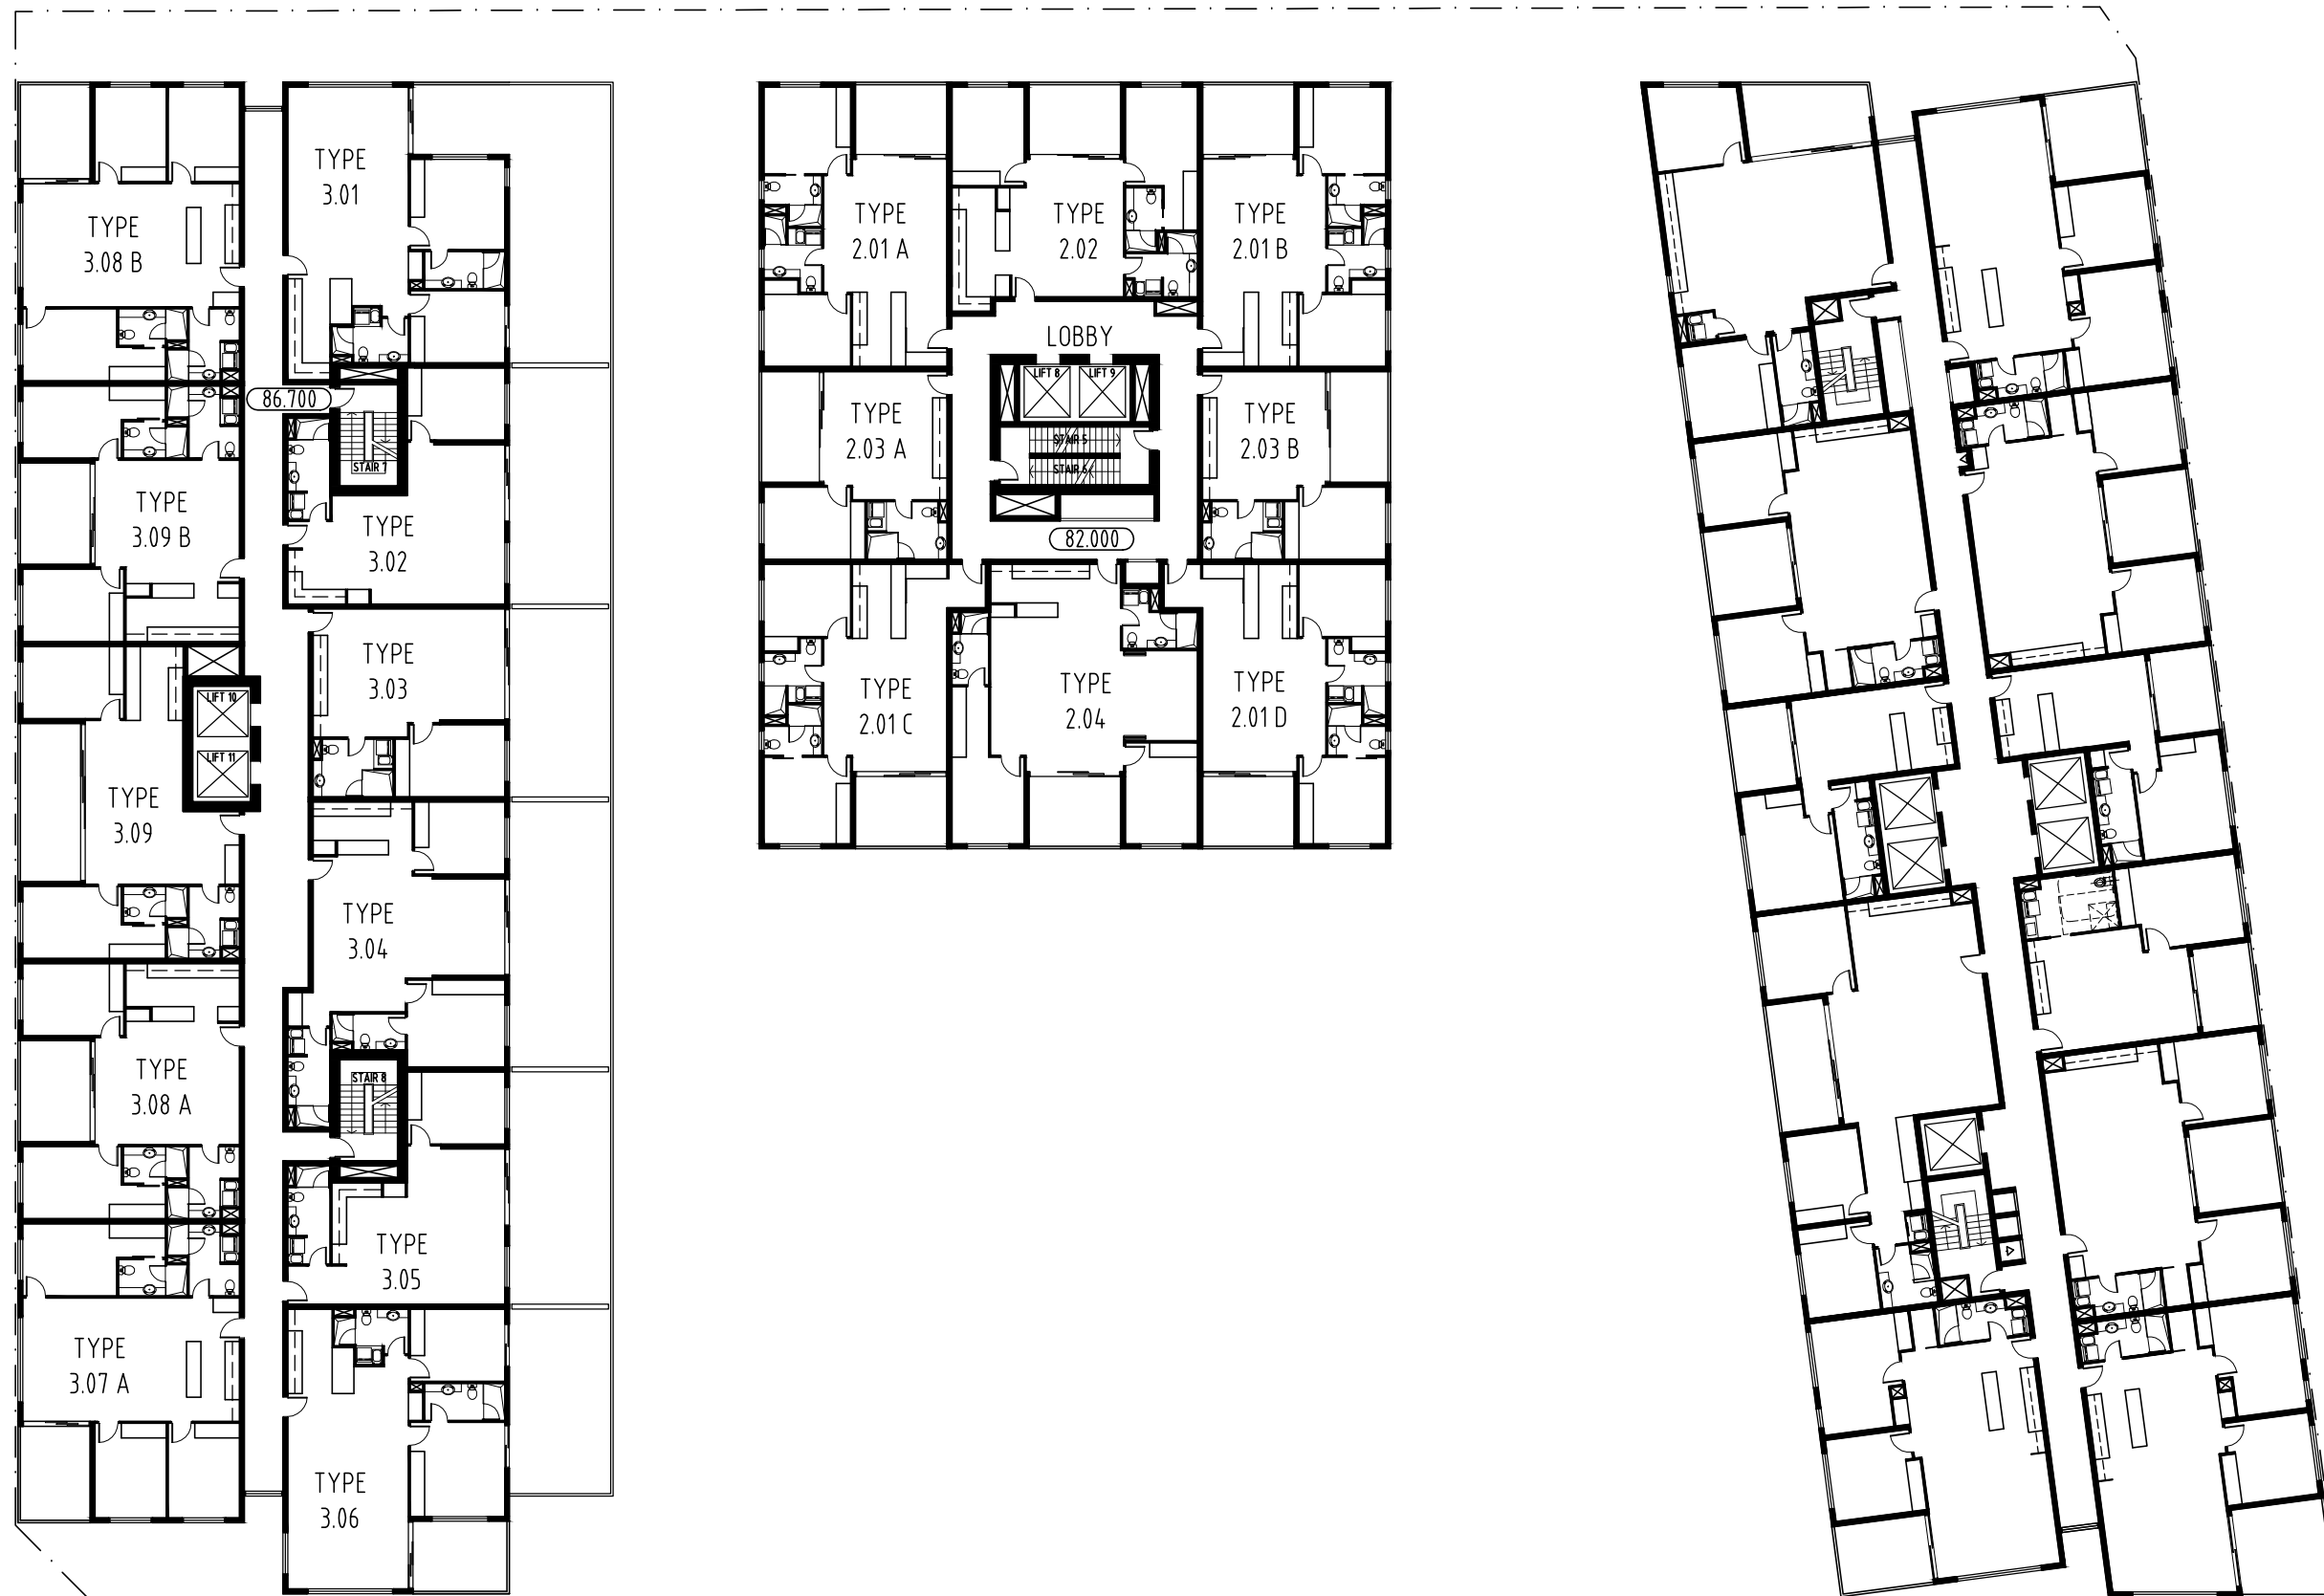 TYPE
3.01
TYPE
3.08 B
86.700
STAIR 7
TYPE
3.09 B
TYPE
3.02
TYPE
3.03
LIFT 10
LIFT 11
TYPE
3.09
TYPE
3.04
TYPE
3.08 A
STAIR 8
TYPE
3.05
TYPE
3.07 A
TYPE
3.06
TYPE
2.01 A
TYPE
2.02
TYPE
2.01 B
LOBBY
LIFT 8
LIFT 9
TYPE
2.03 A
STAIR 5
STAIR 6
TYPE
2.03 B
82.000
TYPE
2.01 C
TYPE
2.04
TYPE
2.01 D